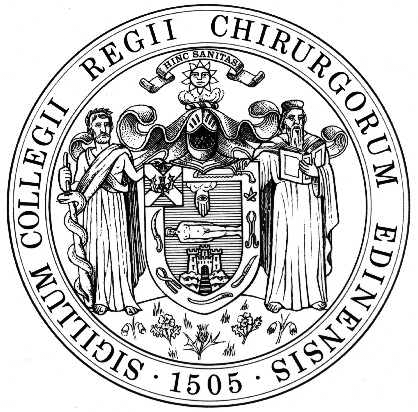 SIGILLUM COLLEGII REGII CHIRURGORUM EDINENSIS
HINC SANITAS
· 1505 ·